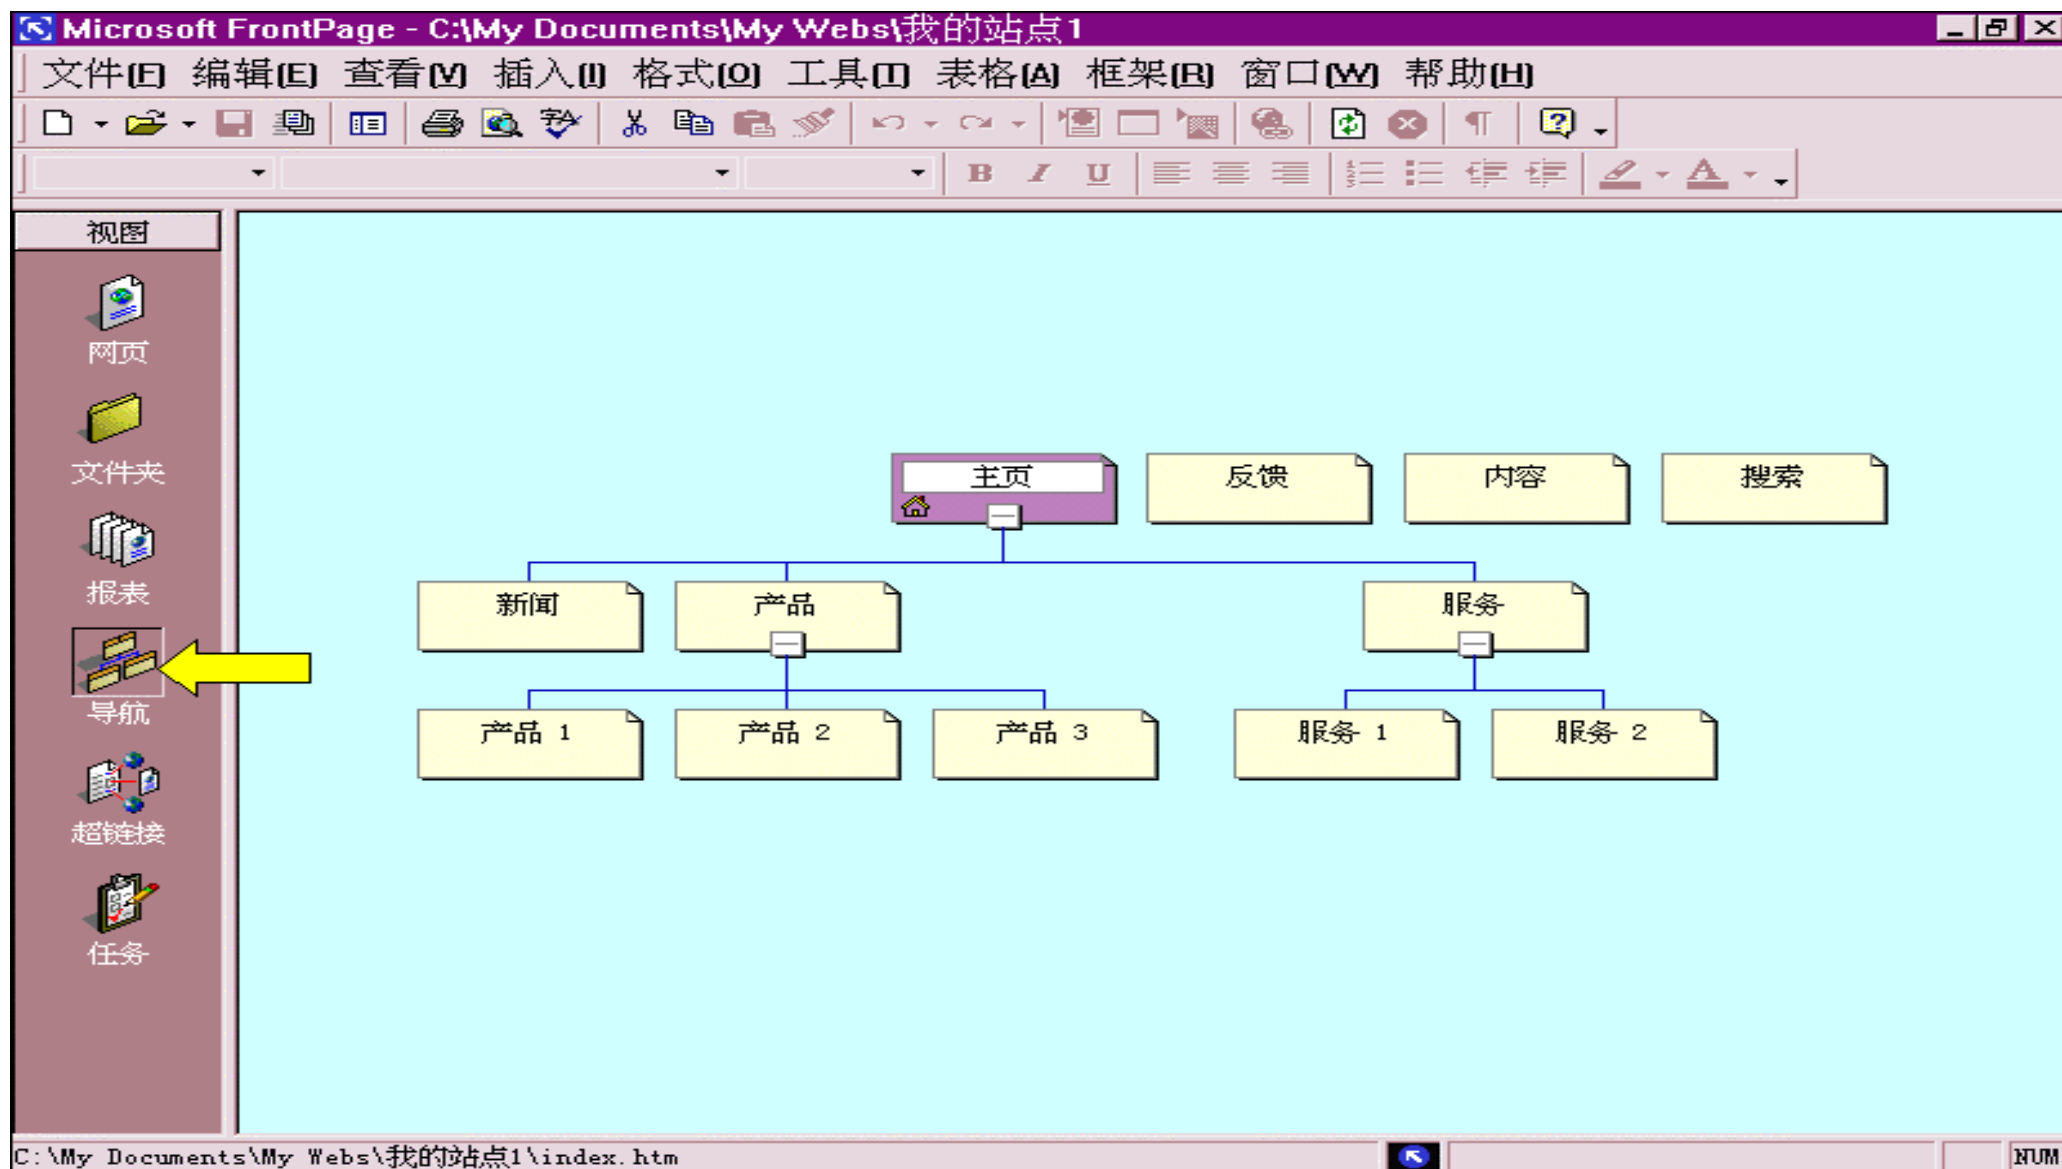 Microsoft FrontPage - C:\My Documents\My Webs\我的站点1
文件(F) 编辑(E) 查看(V) 插入(I) 格式(O) 工具(T) 表格(A) 框架(R) 窗口(W) 帮助(H)
B I U
视图
网页
文件夹
报表
导航
超链接
任务
主页 反馈 内容 搜索
新闻 产品 服务
产品 1 产品 2 产品 3 服务 1 服务 2
C:\My Documents\My Webs\我的站点1\index.htm NUM